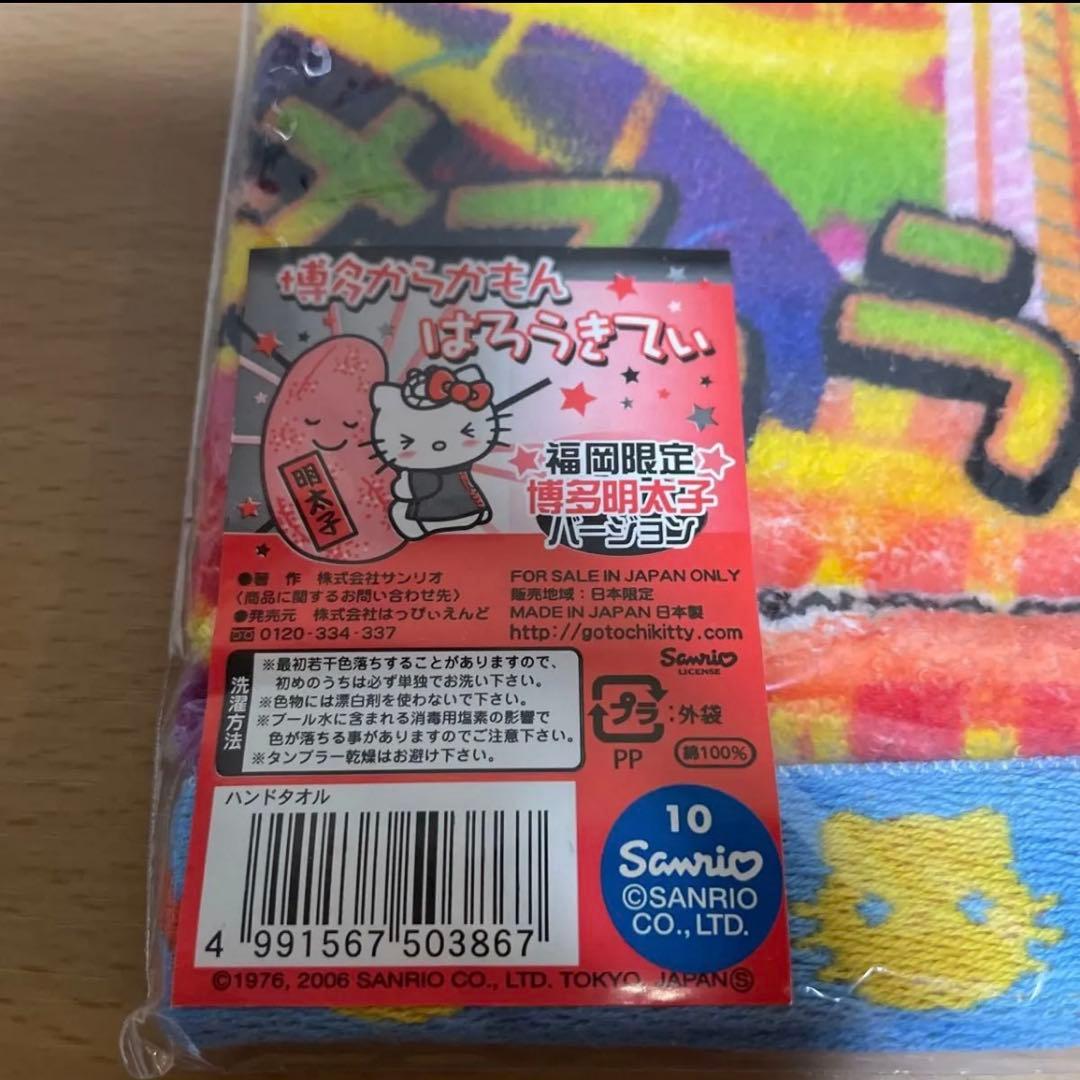 メ
ラ
博多からかもん
はろうきてぃ
明太子
福岡限定
博多明太子
バージョン
●著 作 株式会社サンリオ
〈商品に関するお問い合わせ先〉
●発売元 株式会社はっぴぃえんど
0120-334-337
FOR SALE IN JAPAN ONLY
販売地域：日本限定
MADE IN JAPAN 日本製
http://gotochikitty.com
Sanrio
LICENSE
洗濯方法
※最初若干色落ちすることがありますので、
初めのうちは必ず単独でお洗い下さい。
※色物には漂白剤を使わないで下さい。
※プール水に含まれる消毒用塩素の影響で
色が落ちる事がありますのでご注意下さい。
※タンブラー乾燥はお避け下さい。
プラ：外袋
PP
綿100%
ハンドタオル
4 991567 503867
10
Sanrio
©SANRIO
CO.,LTD.
©1976, 2006 SANRIO CO., LTD. TOKYO, JAPAN Ⓢ